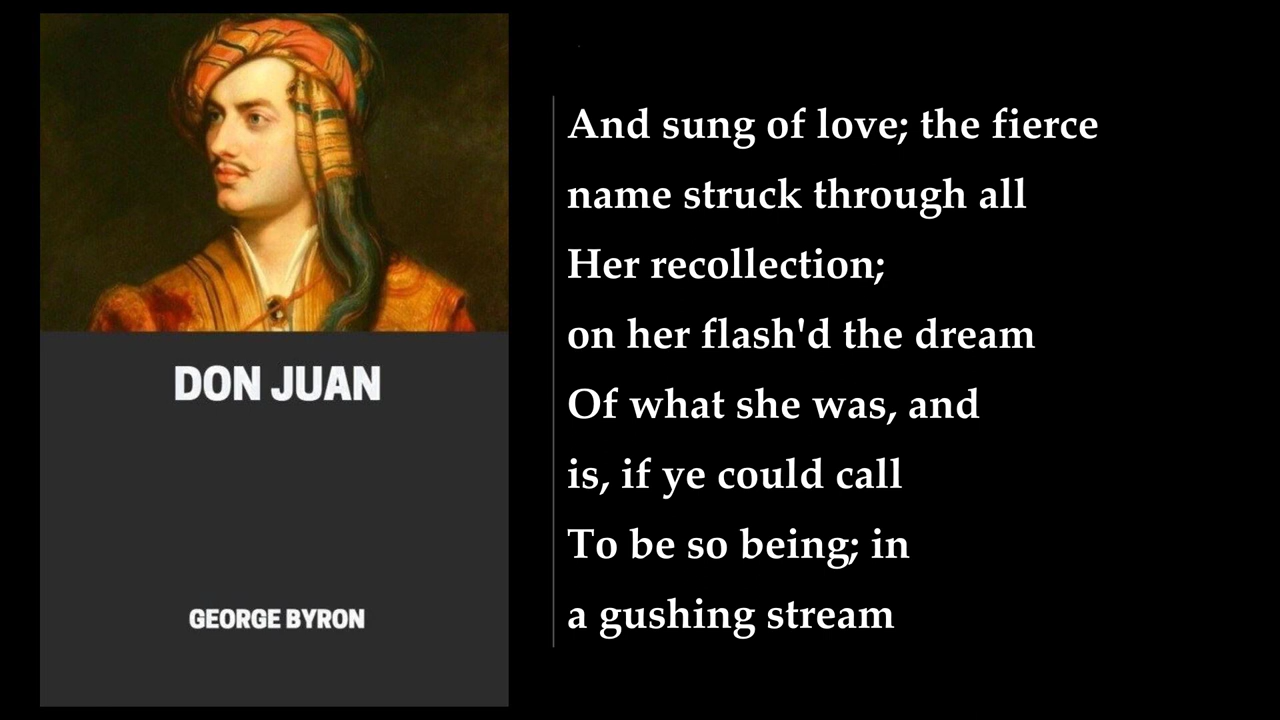 DON JUAN
GEORGE BYRON
And sung of love; the fierce
name struck through all
Her recollection;
on her flash'd the dream
Of what she was, and
is, if ye could call
To be so being; in
a gushing stream